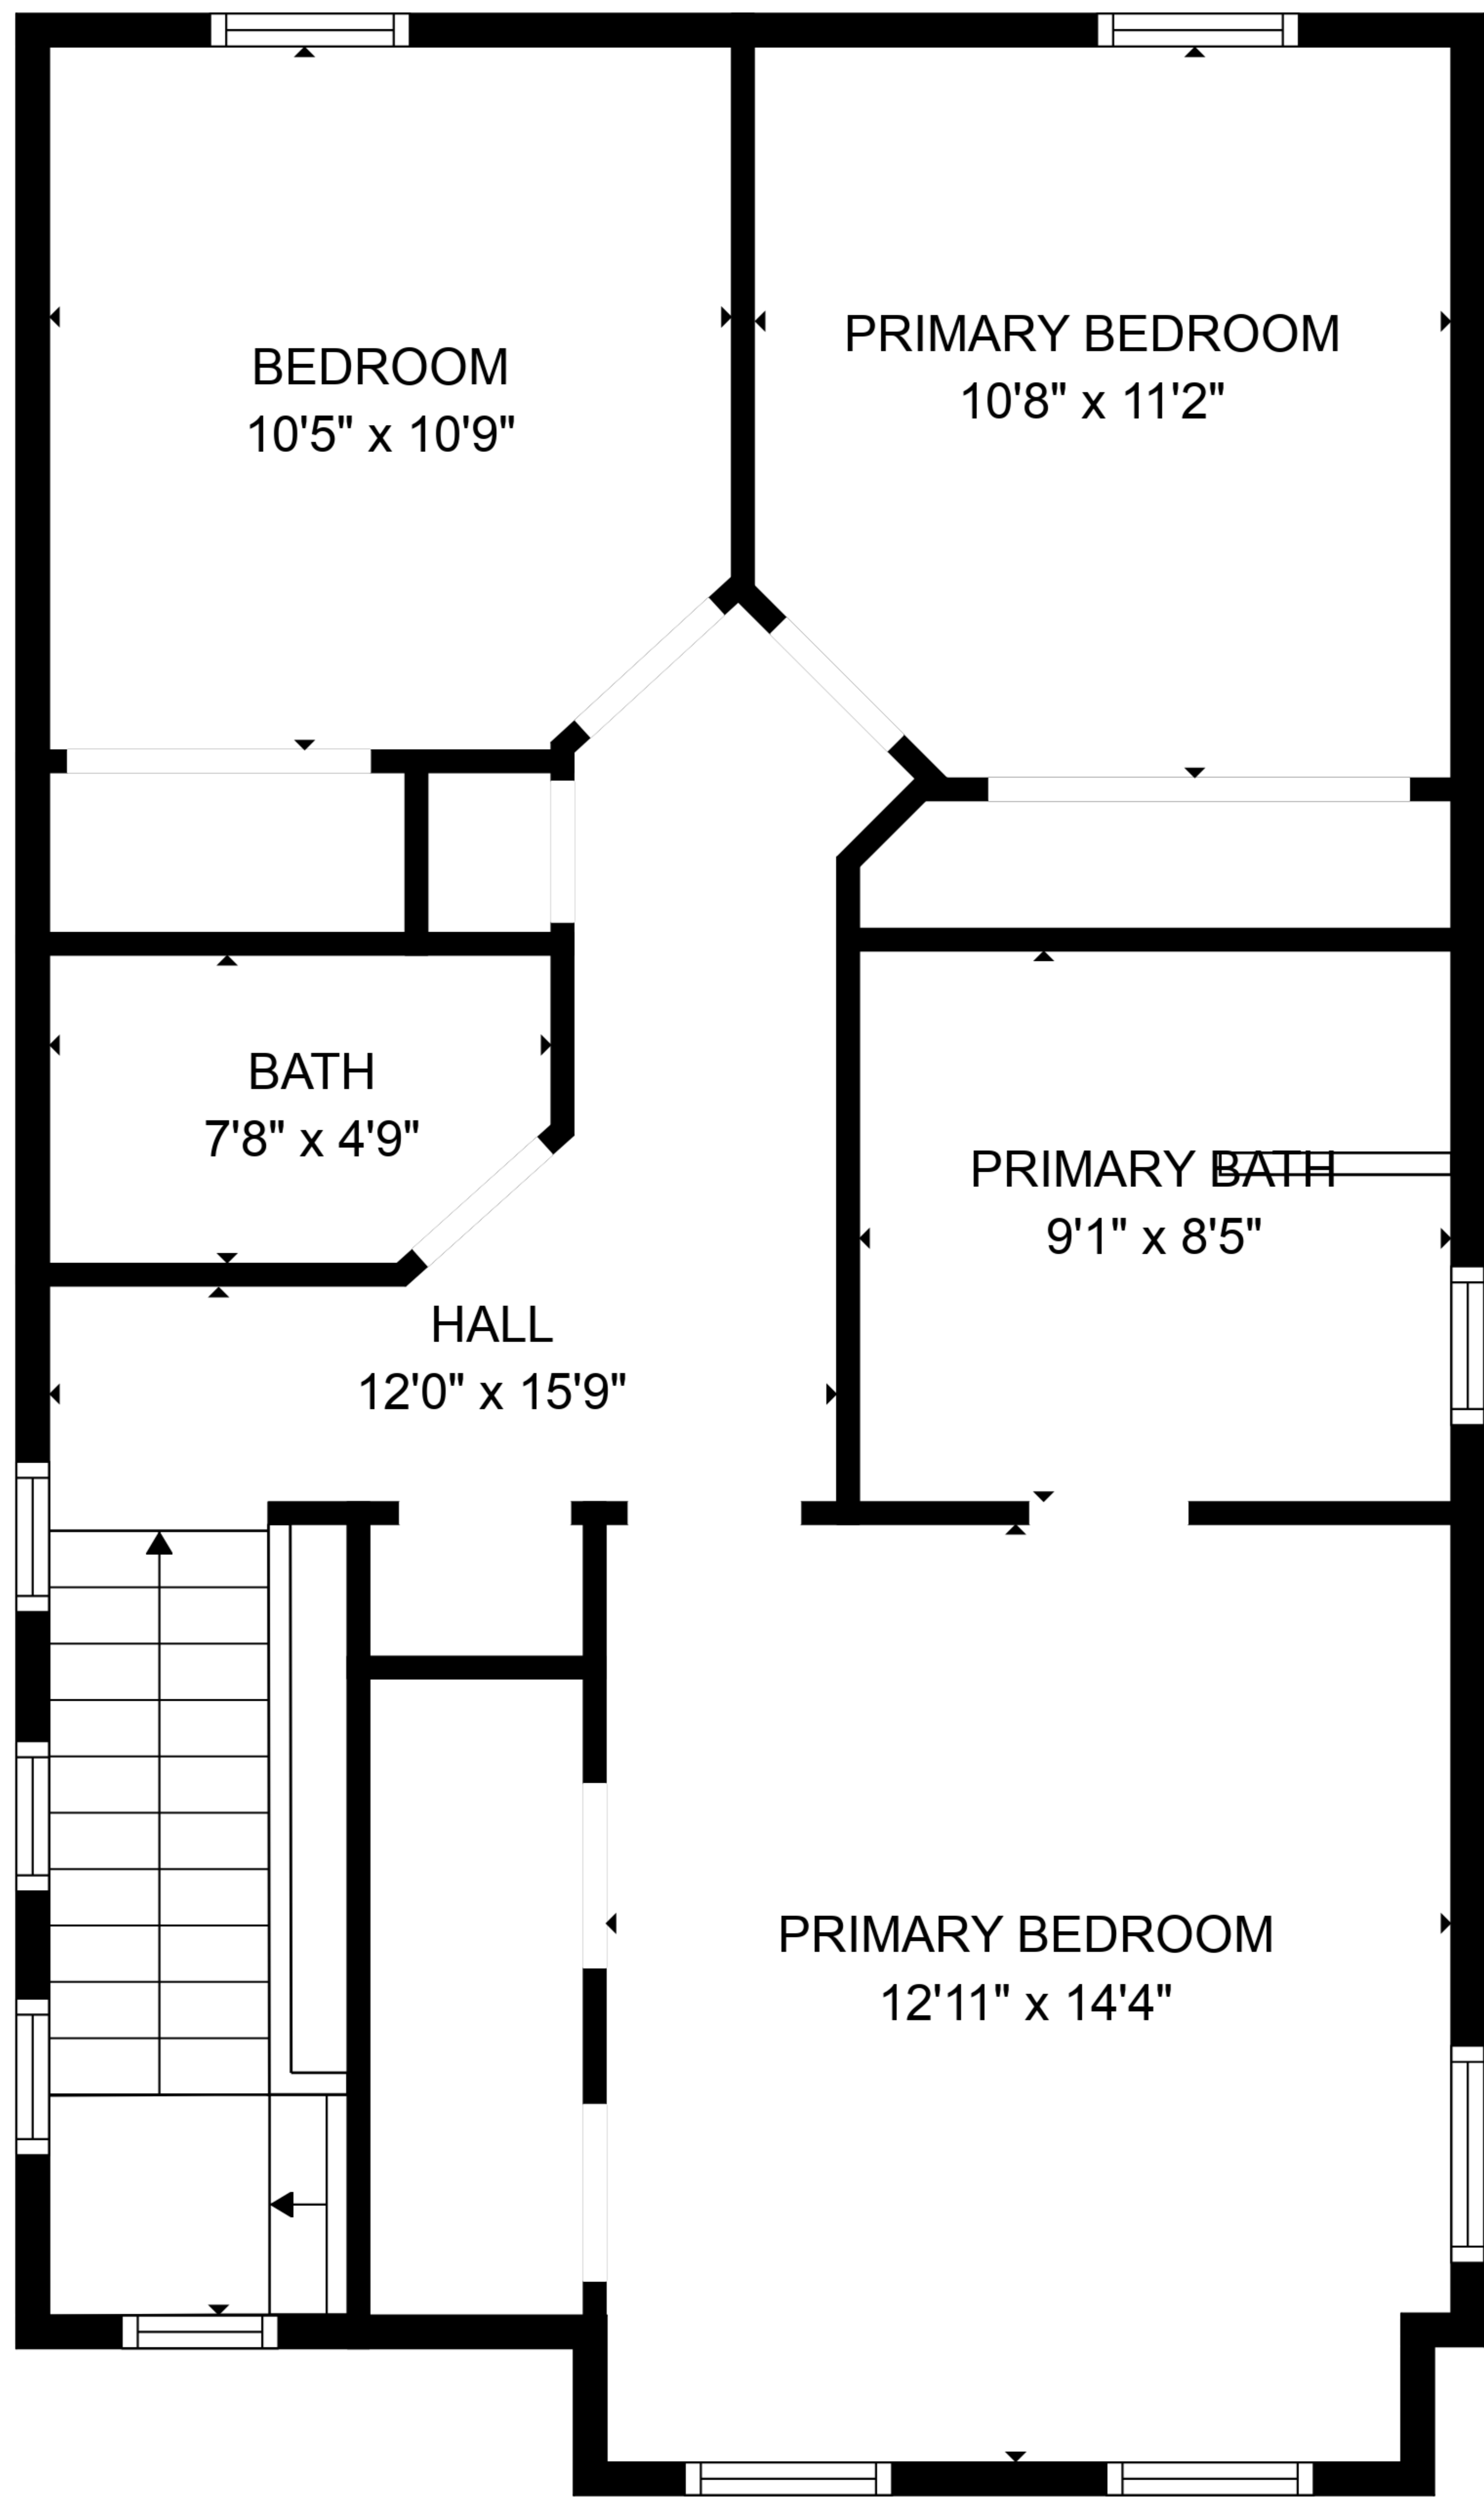 BEDROOM
10'5" x 10'9"
PRIMARY BEDROOM
10'8" x 11'2"
BATH
7'8" x 4'9"
PRIMARY BATH
9'1" x 8'5"
HALL
12'0" x 15'9"
PRIMARY BEDROOM
12'11" x 14'4"